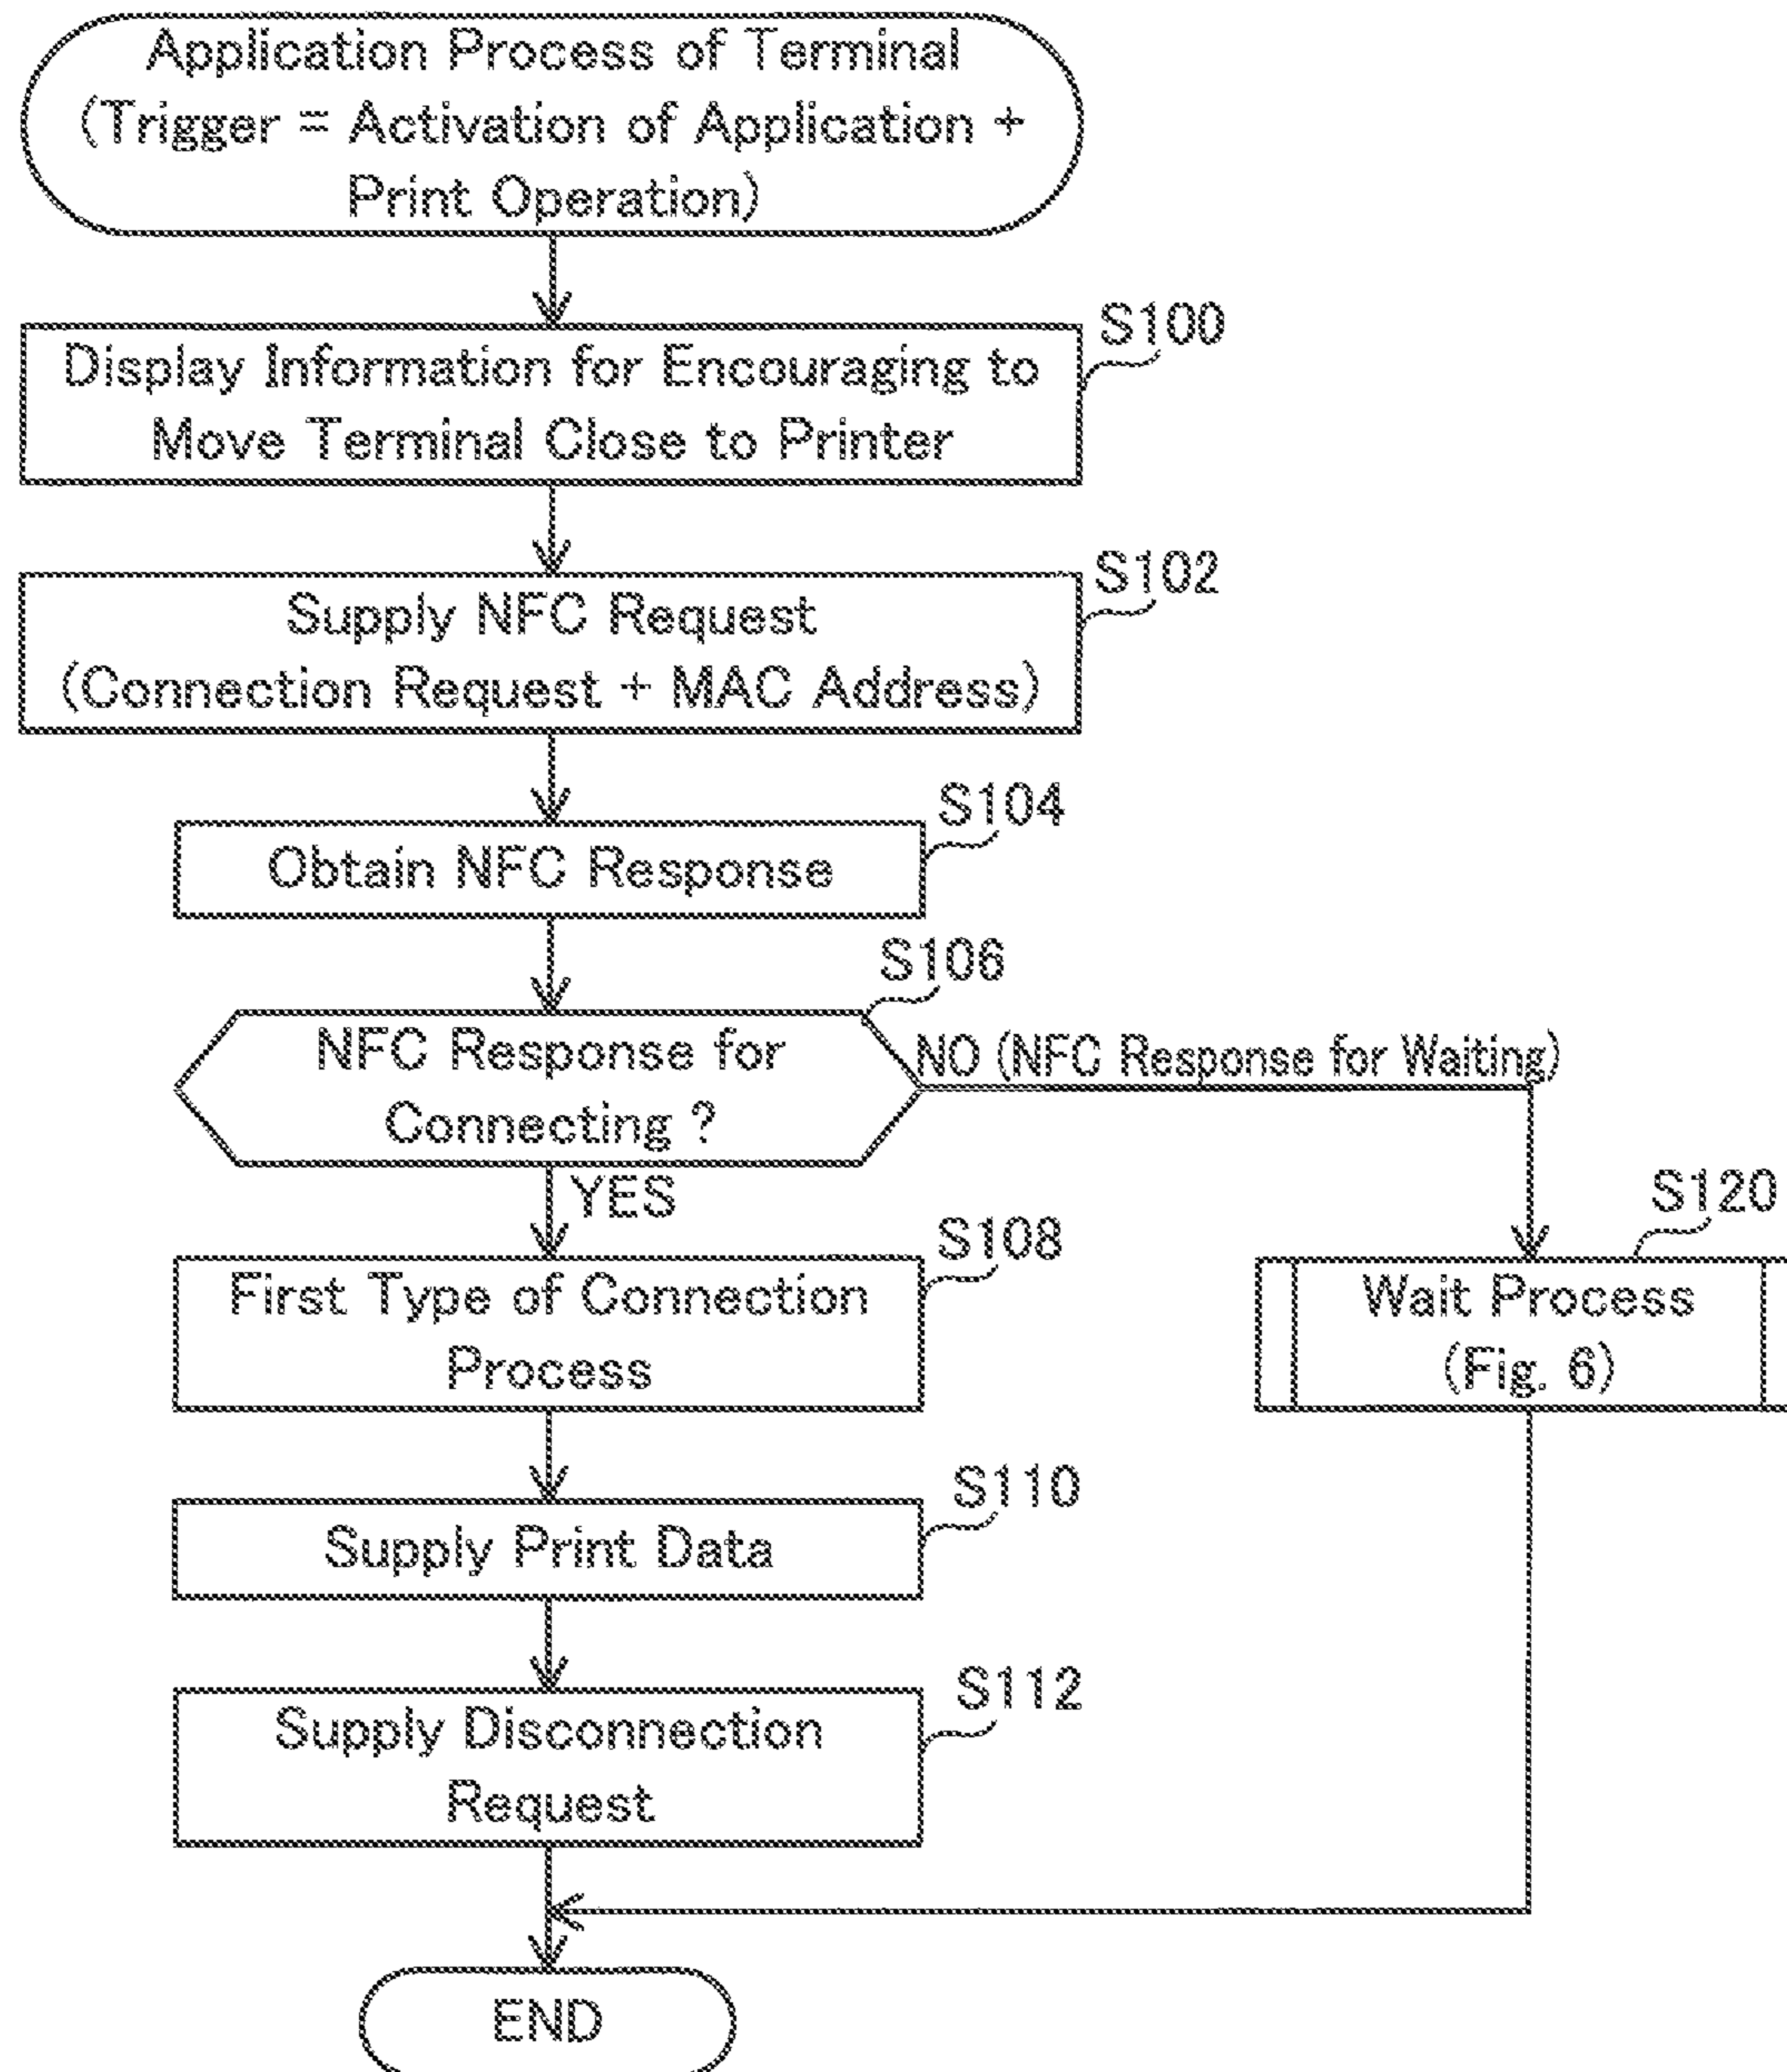 Application Process of Terminal
(Trigger = Activation of Application +
Print Operation)
S100
Display Information for Encouraging to
Move Terminal Close to Printer
S102
Supply NFC Request
(Connection Request + MAC Address)
S104
Obtain NFC Response
S106
NFC Response for
Connecting ?
NO (NFC Response for Waiting)
YES
S108
First Type of Connection
Process
S120
Wait Process
(Fig. 6)
S110
Supply Print Data
S112
Supply Disconnection
Request
END